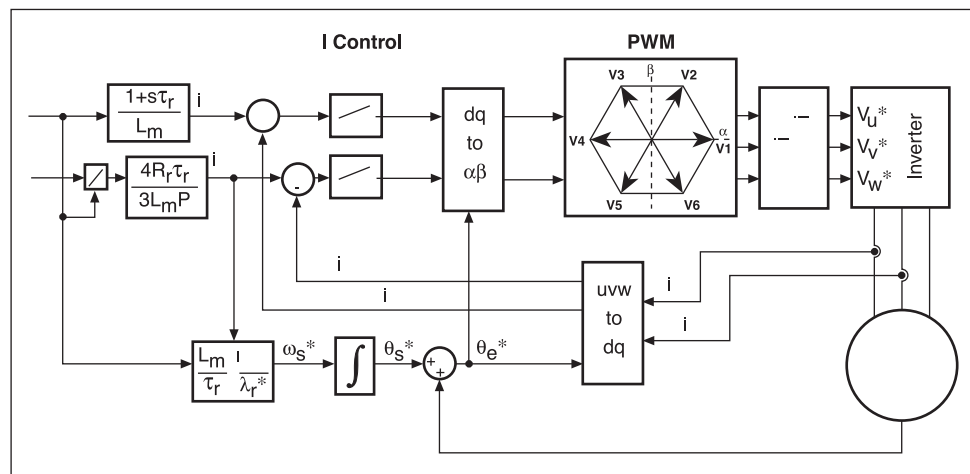 I Control
PWM
1+sτr
Lm
i
dq
to
αβ
V3
β
V2
V4
α
V1
V5
V6
i
i
Vu*
Vv*
Vw*
Inverter
4Rrτr
3LmP
i
-
i
i
uvw
to
dq
i
i
Lm
τr
I
λr*
ωs*
∫
θs*
+
+
θe*